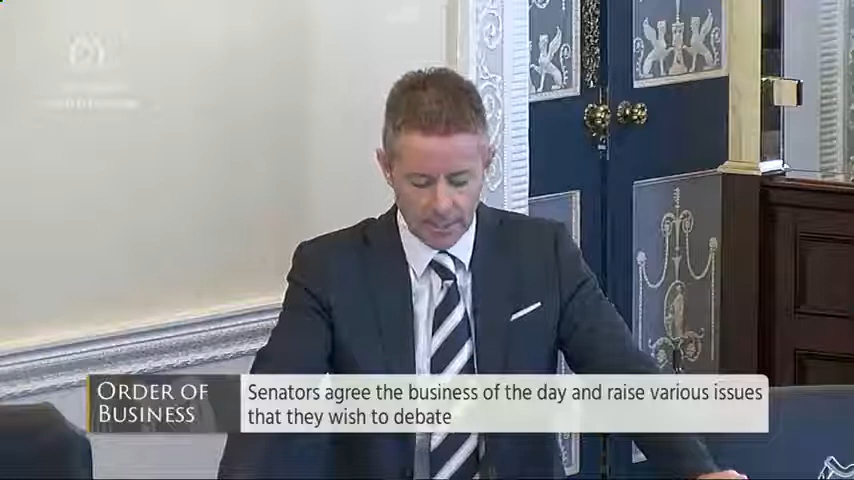 ORDER OF
BUSINESS
Senators agree the business of the day and raise various issues
that they wish to debate